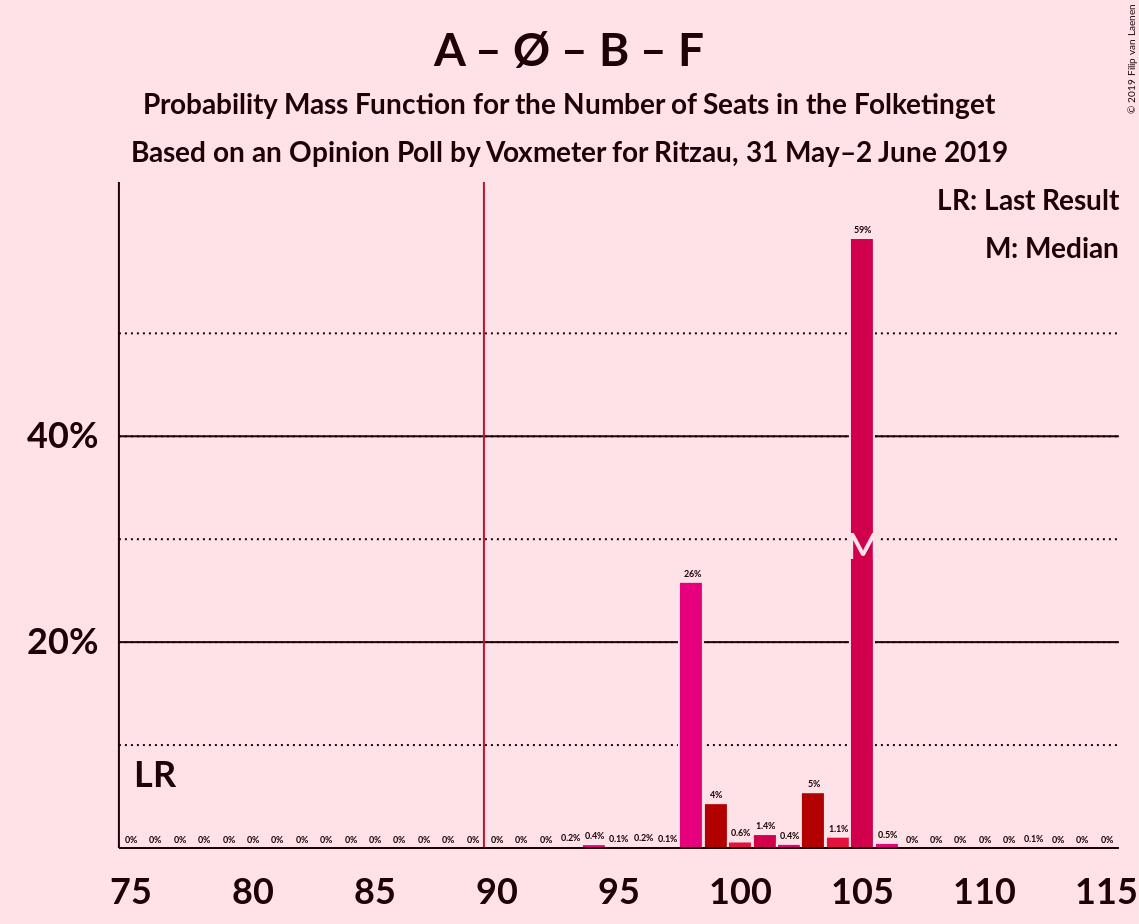 A – Ø – B – F
Probability Mass Function for the Number of Seats in the Folketinget
Based on an Opinion Poll by Voxmeter for Ritzau, 31 May–2 June 2019
© 2019 Filip van Laenen
LR: Last Result
M: Median
59%
40%
M
26%
20%
LR
0% 0% 0% 0% 0% 0% 0% 0% 0% 0% 0% 0% 0% 0% 0% 0% 0% 0% 0.2% 0.4% 0.1% 0.2% 0.1% 4% 0.6% 1.4% 0.4% 5% 1.1% 0.5% 0% 0% 0% 0% 0% 0.1% 0% 0% 0%
75 80 85 90 95 100 105 110 115